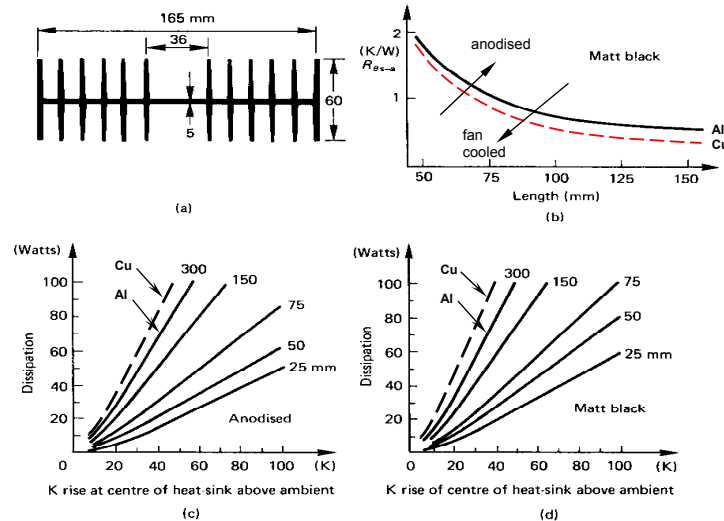 165 mm
36
60
5
(a)
2
(K/W)
Rθs–a
1
anodised
Matt black
fan
cooled
Al
Cu
50
75
100
125
150
Length (mm)
(b)
(Watts)
100
80
60
40
20
0
Dissipation
Cu
Al
300
150
75
50
25 mm
Anodised
20
40
60
80
100
(K)
K rise at centre of heat-sink above ambient
(c)
(Watts)
100
80
60
40
20
0
Dissipation
Cu
Al
300
150
75
50
25 mm
Matt black
20
40
60
80
100
(K)
K rise of centre of heat-sink above ambient
(d)